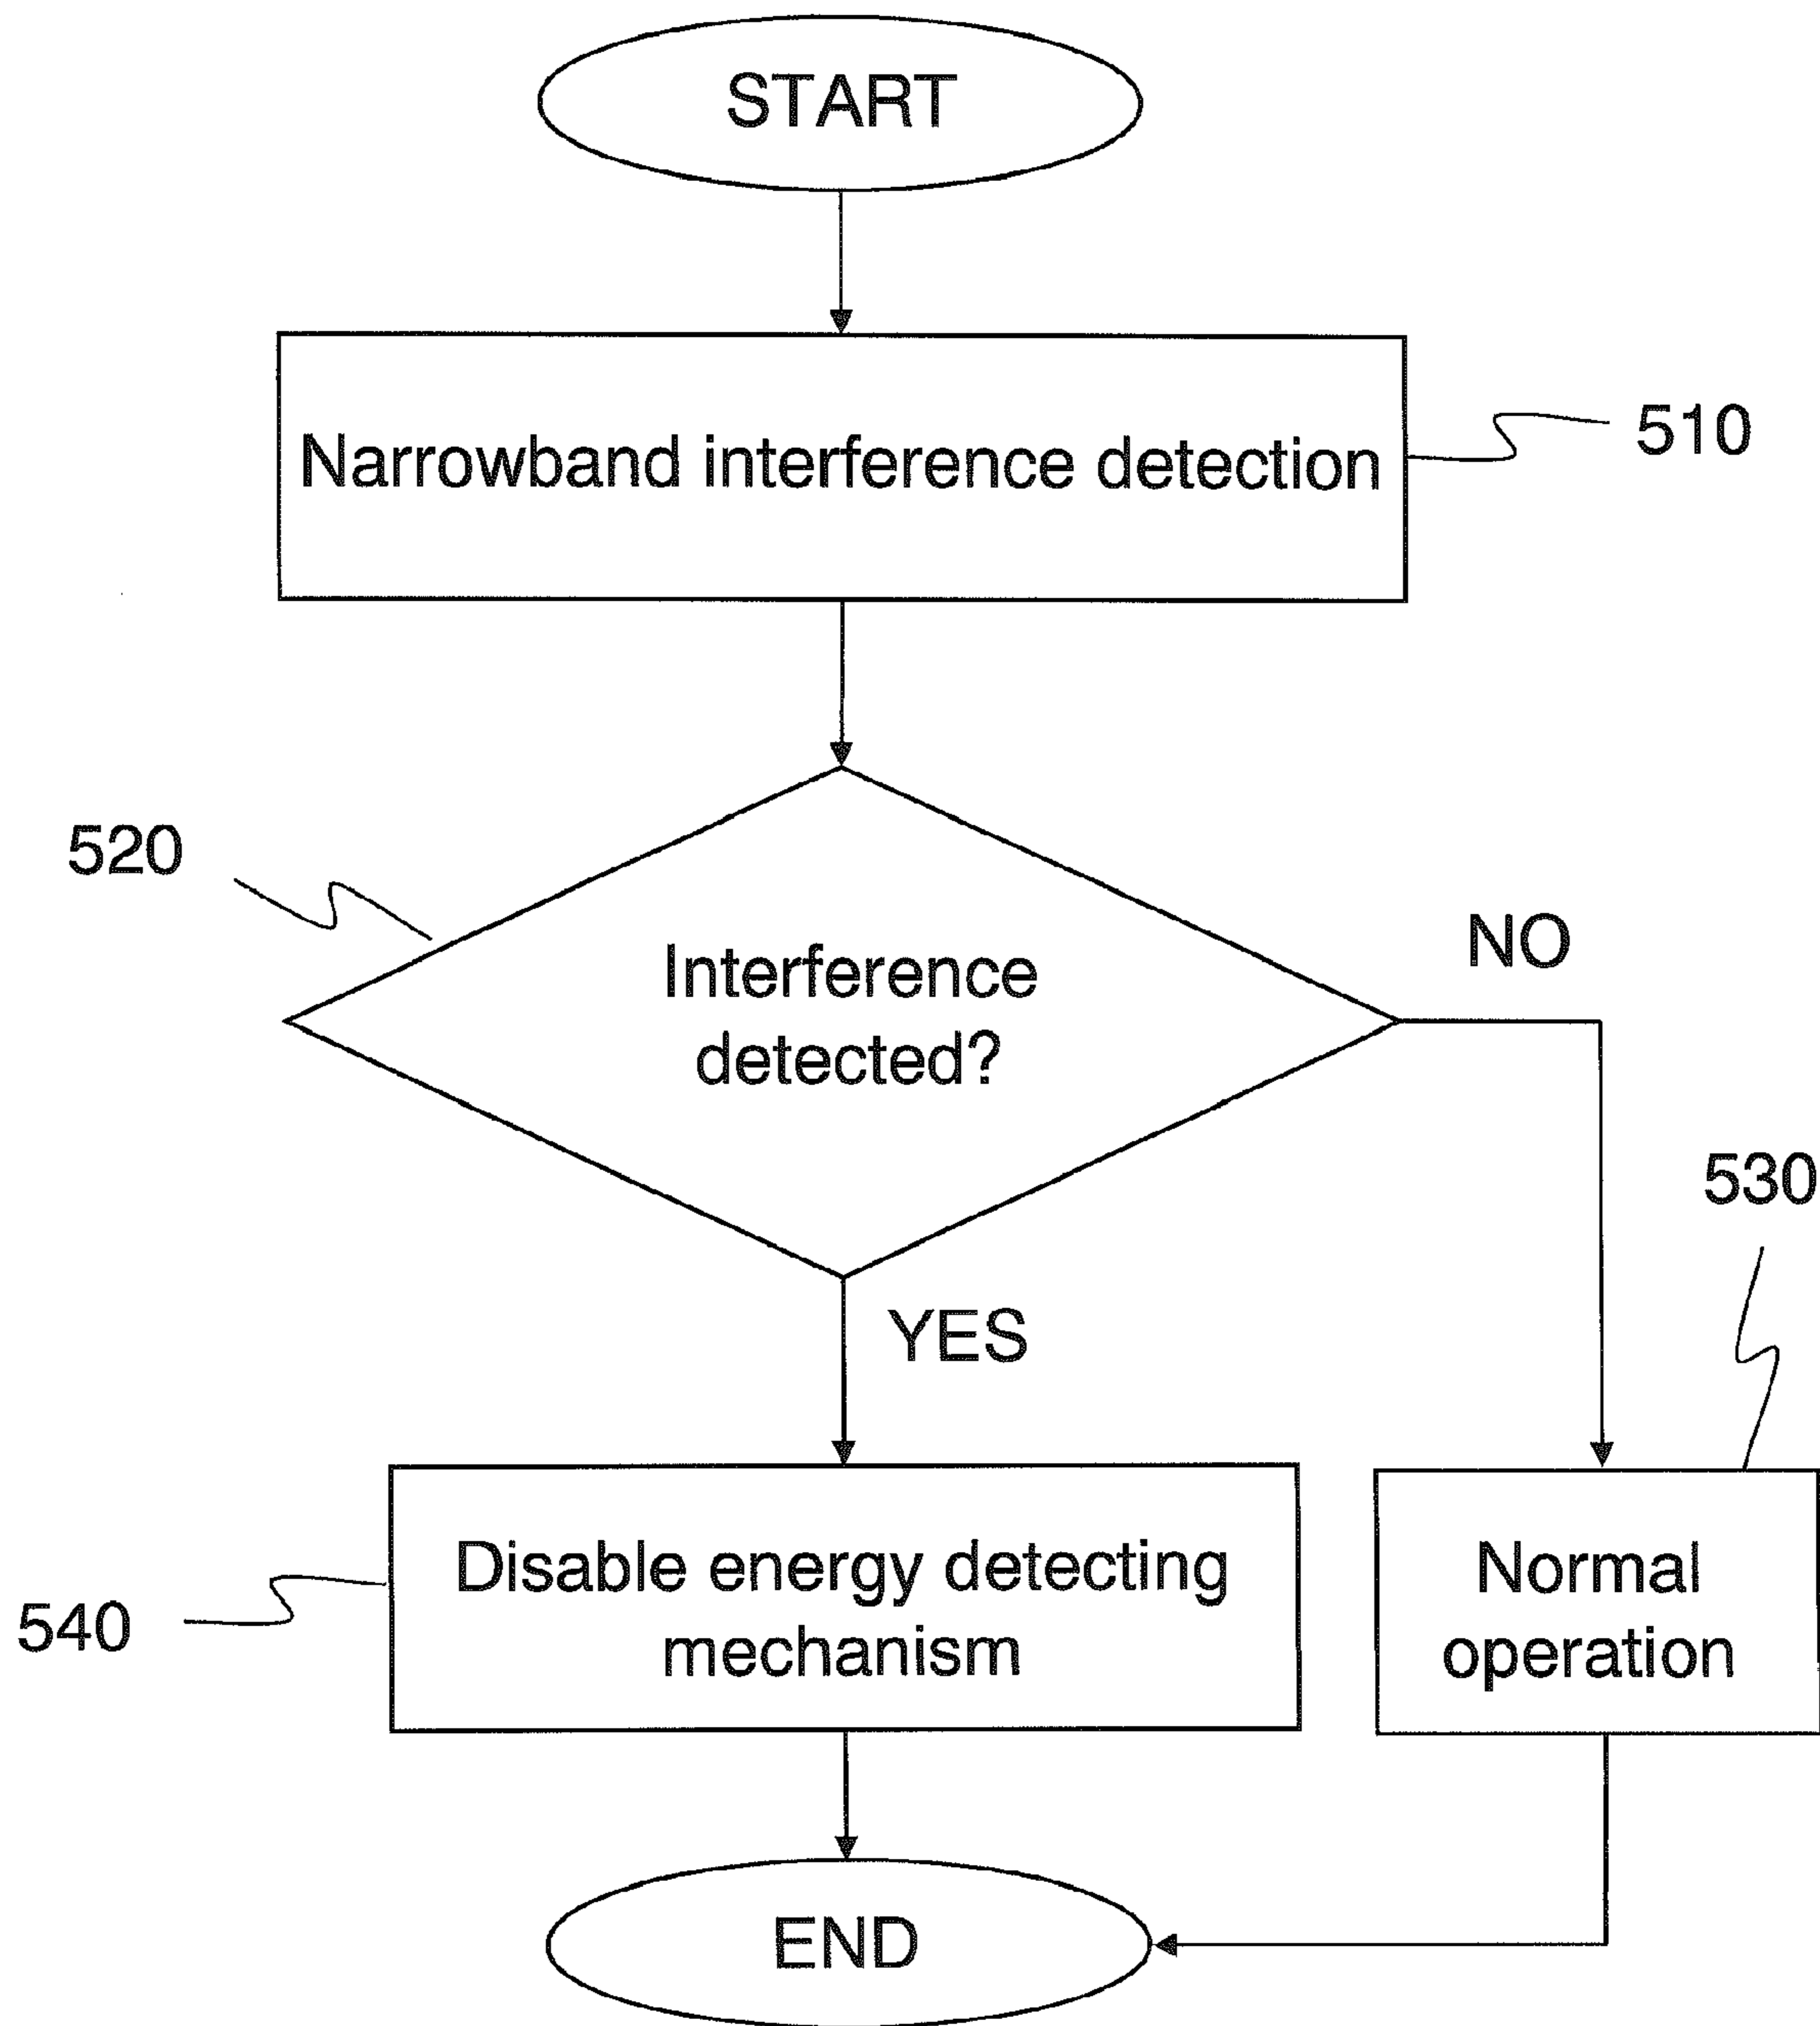 START
Narrowband interference detection
510
520
Interference
detected?
NO
YES
530
Disable energy detecting
mechanism
540
Normal
operation
END